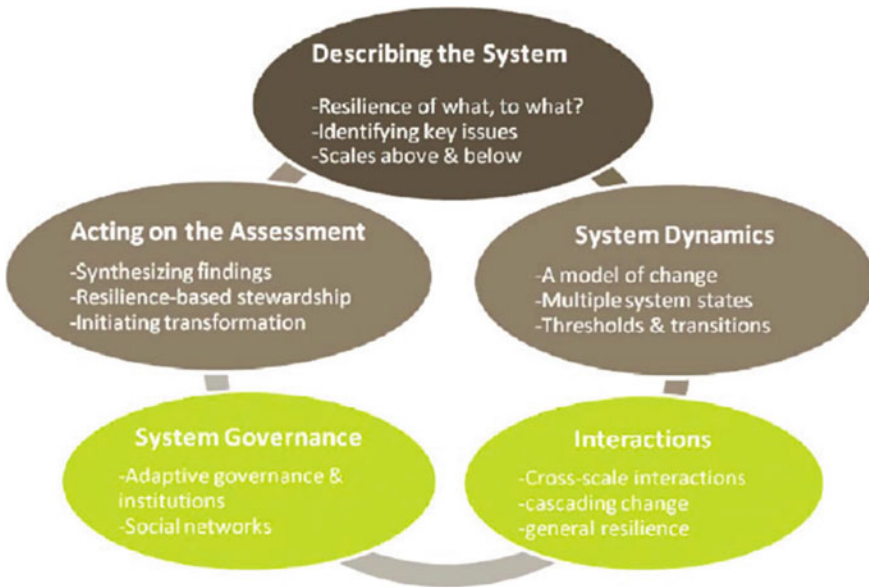 Describing the System
-Resilience of what, to what?
-Identifying key issues
-Scales above & below
Acting on the Assessment
-Synthesizing findings
-Resilience-based stewardship
-Initiating transformation
System Dynamics
-A model of change
-Multiple system states
-Thresholds & transitions
System Governance
-Adaptive governance &
institutions
-Social networks
Interactions
-Cross-scale interactions
-cascading change
-general resilience